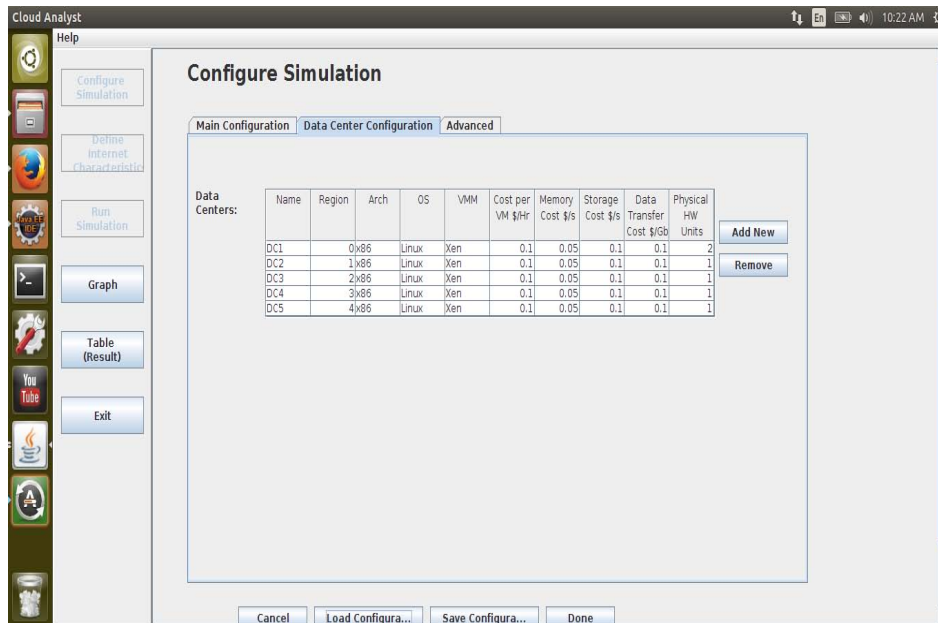 Cloud Analyst
En
10:22 AM
Help
Configure
Simulation
Define
Internet
Characteristic
Run
Simulation
Graph
Table
(Result)
Exit
Java EE
IDE
>_
You
Tube
A
Configure Simulation
Main Configuration Data Center Configuration Advanced
Data
Centers:
Name Region Arch OS VMM Cost per VM $/Hr Memory Cost $/s Storage Cost $/s Data Transfer Cost $/Gb Physical HW Units
DC1 0 x86 Linux Xen 0.1 0.05 0.1 0.1 2
DC2 1 x86 Linux Xen 0.1 0.05 0.1 0.1 1
DC3 2 x86 Linux Xen 0.1 0.05 0.1 0.1 1
DC4 3 x86 Linux Xen 0.1 0.05 0.1 0.1 1
DC5 4 x86 Linux Xen 0.1 0.05 0.1 0.1 1
Add New
Remove
Cancel Load Configura... Save Configura... Done